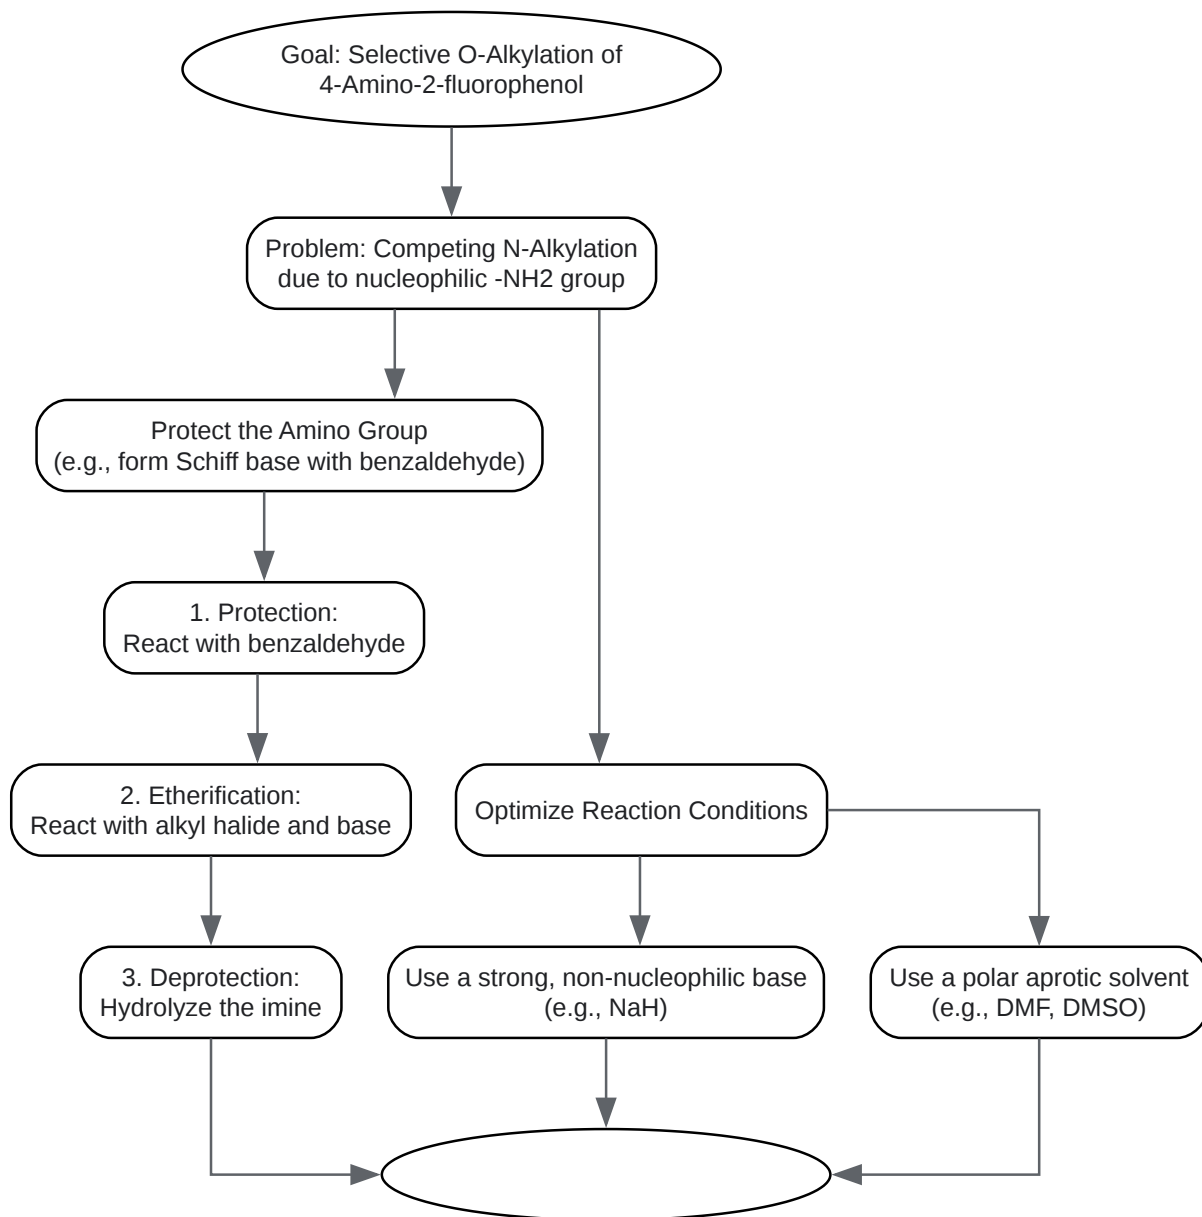 Goal: Selective O-Alkylation of
4-Amino-2-fluorophenol
Problem: Competing N-Alkylation
due to nucleophilic -NH2 group
Protect the Amino Group
(e.g., form Schiff base with benzaldehyde)
1. Protection:
React with benzaldehyde
2. Etherification:
React with alkyl halide and base
Optimize Reaction Conditions
3. Deprotection:
Hydrolyze the imine
Use a strong, non-nucleophilic base
(e.g., NaH)
Use a polar aprotic solvent
(e.g., DMF, DMSO)